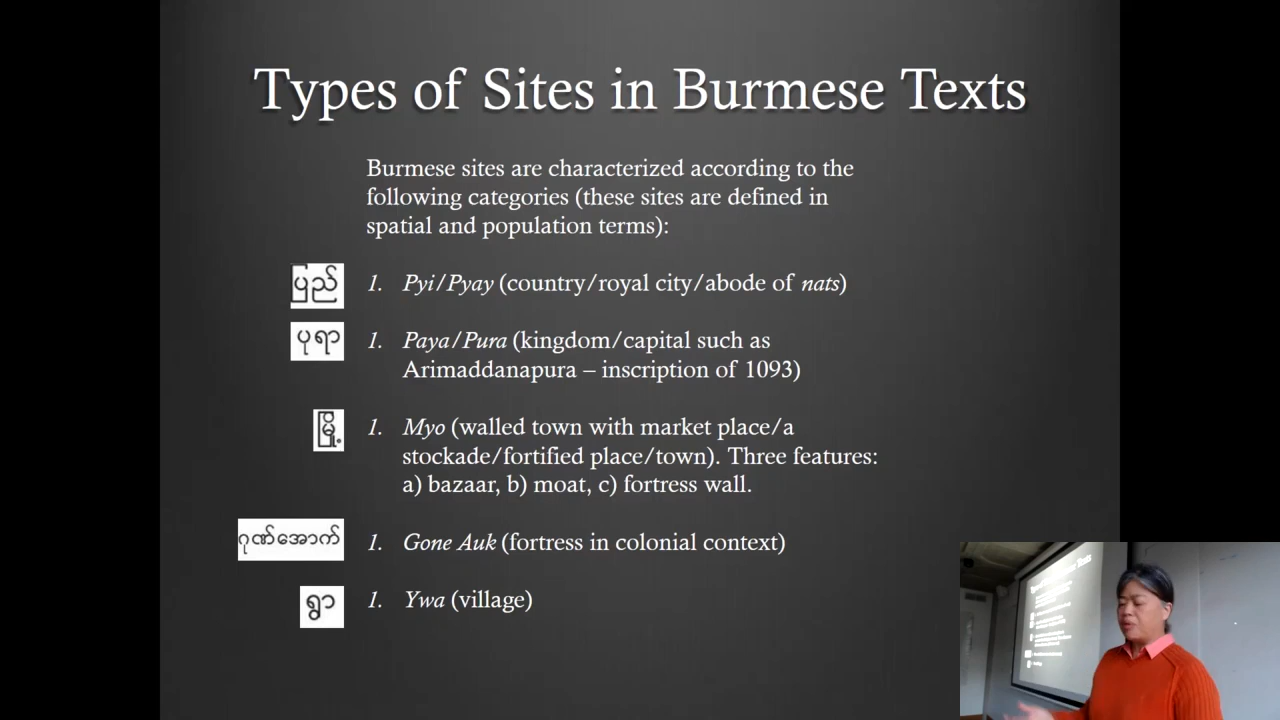 Types of Sites in Burmese Texts
Burmese sites are characterized according to the
following categories (these sites are defined in
spatial and population terms):
ပြည် 1. Pyi/Pyay (country/royal city/abode of nats)
ပုရာ 1. Paya/Pura (kingdom/capital such as
Arimaddanapura – inscription of 1093)
မြို့ 1. Myo (walled town with market place/a
stockade/fortified place/town). Three features:
a) bazaar, b) moat, c) fortress wall.
ဂုဏ်အောက် 1. Gone Auk (fortress in colonial context)
ရွာ 1. Ywa (village)